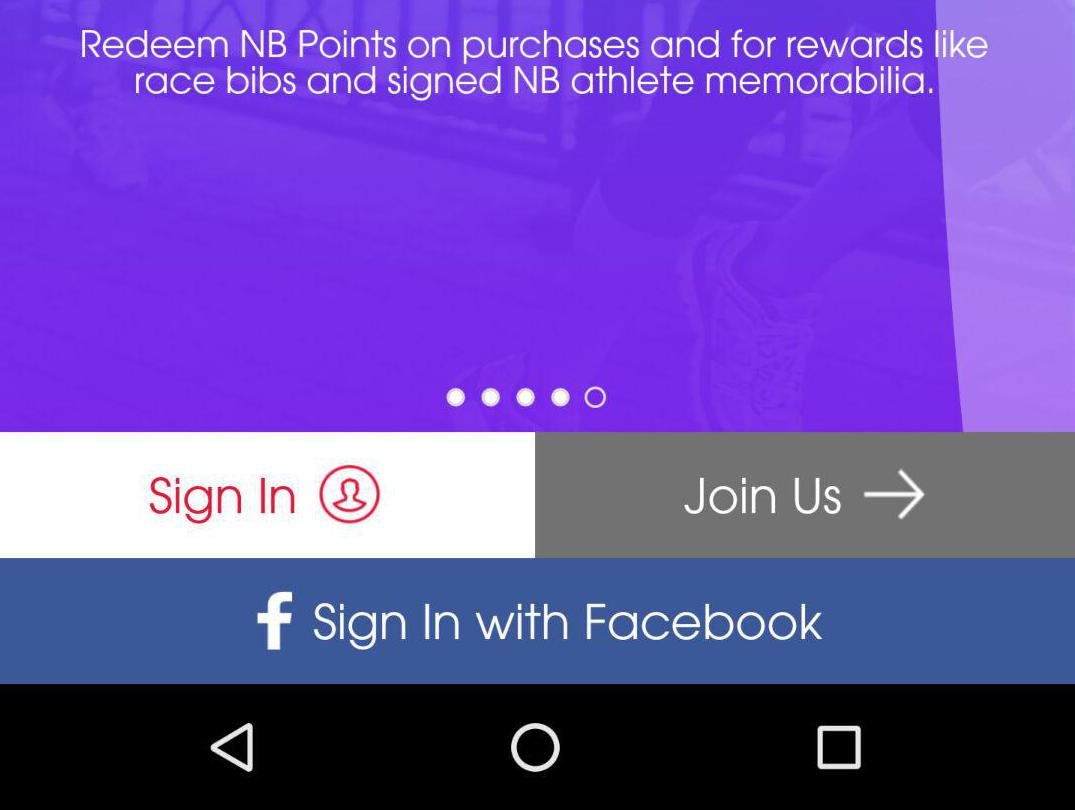 Redeem NB Points on purchases and for rewards like
race bibs and signed NB athlete memorabilia.
Sign In
Join Us
Sign In with Facebook